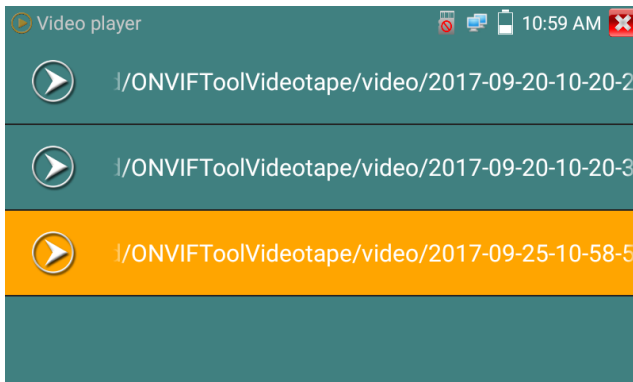 Video player 10:59 AM
d/ONVIFToolVideotape/video/2017-09-20-10-20-2
d/ONVIFToolVideotape/video/2017-09-20-10-20-3
d/ONVIFToolVideotape/video/2017-09-25-10-58-5